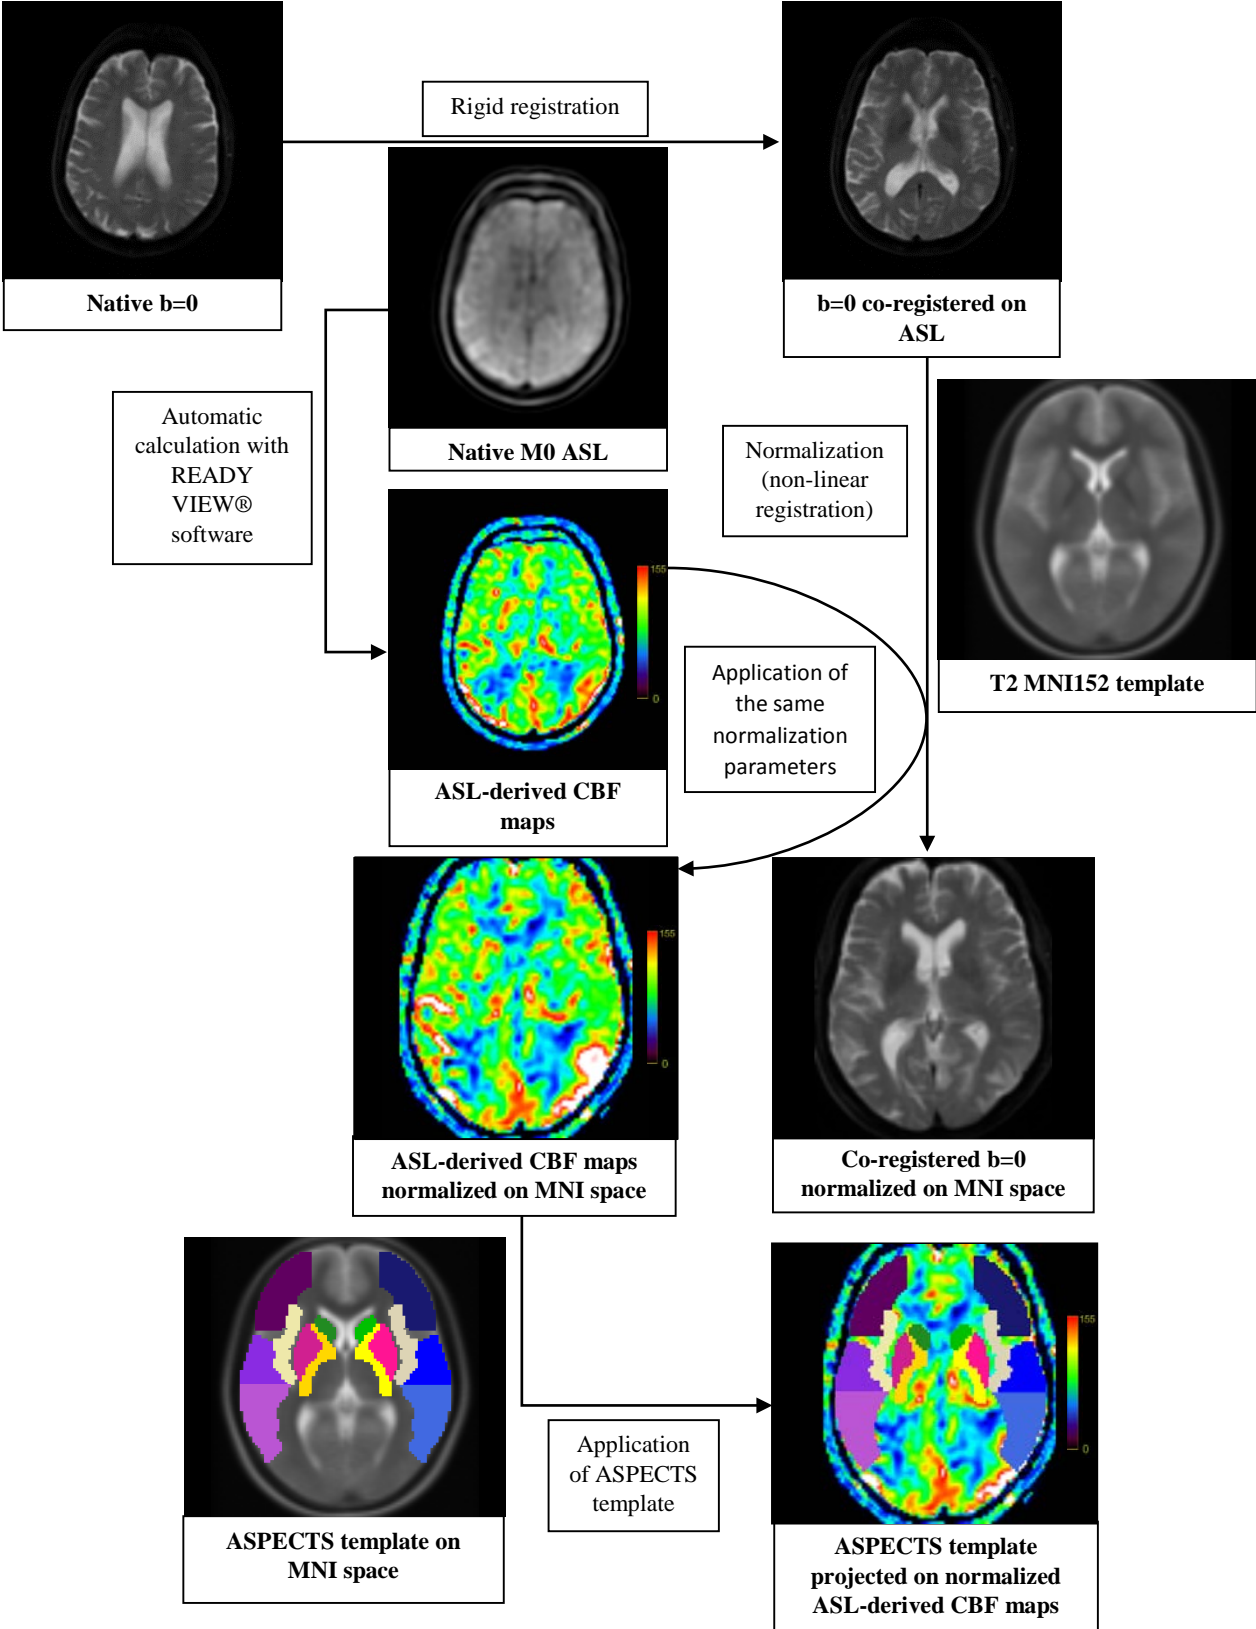 Rigid registration
Native b=0
b=0 co-registered on
ASL
Automatic
calculation with
READY
VIEW®
software
Native M0 ASL
Normalization
(non-linear
registration)
155
0
Application of
the same
normalization
parameters
T2 MNI152 template
ASL-derived CBF
maps
155
0
ASL-derived CBF maps
normalized on MNI space
Co-registered b=0
normalized on MNI space
155
0
Application
of ASPECTS
template
ASPECTS template on
MNI space
ASPECTS template
projected on normalized
ASL-derived CBF maps